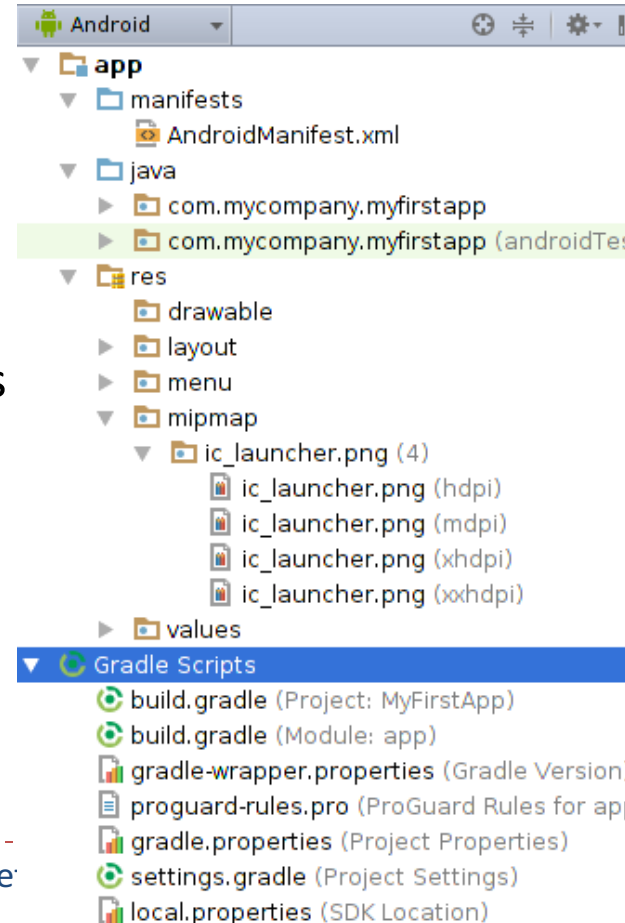 Android
app
manifests
AndroidManifest.xml
java
com.mycompany.myfirstapp
com.mycompany.myfirstapp (androidTes
res
drawable
layout
menu
mipmap
ic_launcher.png (4)
ic_launcher.png (hdpi)
ic_launcher.png (mdpi)
ic_launcher.png (xhdpi)
ic_launcher.png (xxhdpi)
values
Gradle Scripts
build.gradle (Project: MyFirstApp)
build.gradle (Module: app)
gradle-wrapper.properties (Gradle Version)
proguard-rules.pro (ProGuard Rules for ap
gradle.properties (Project Properties)
settings.gradle (Project Settings)
local.properties (SDK Location)